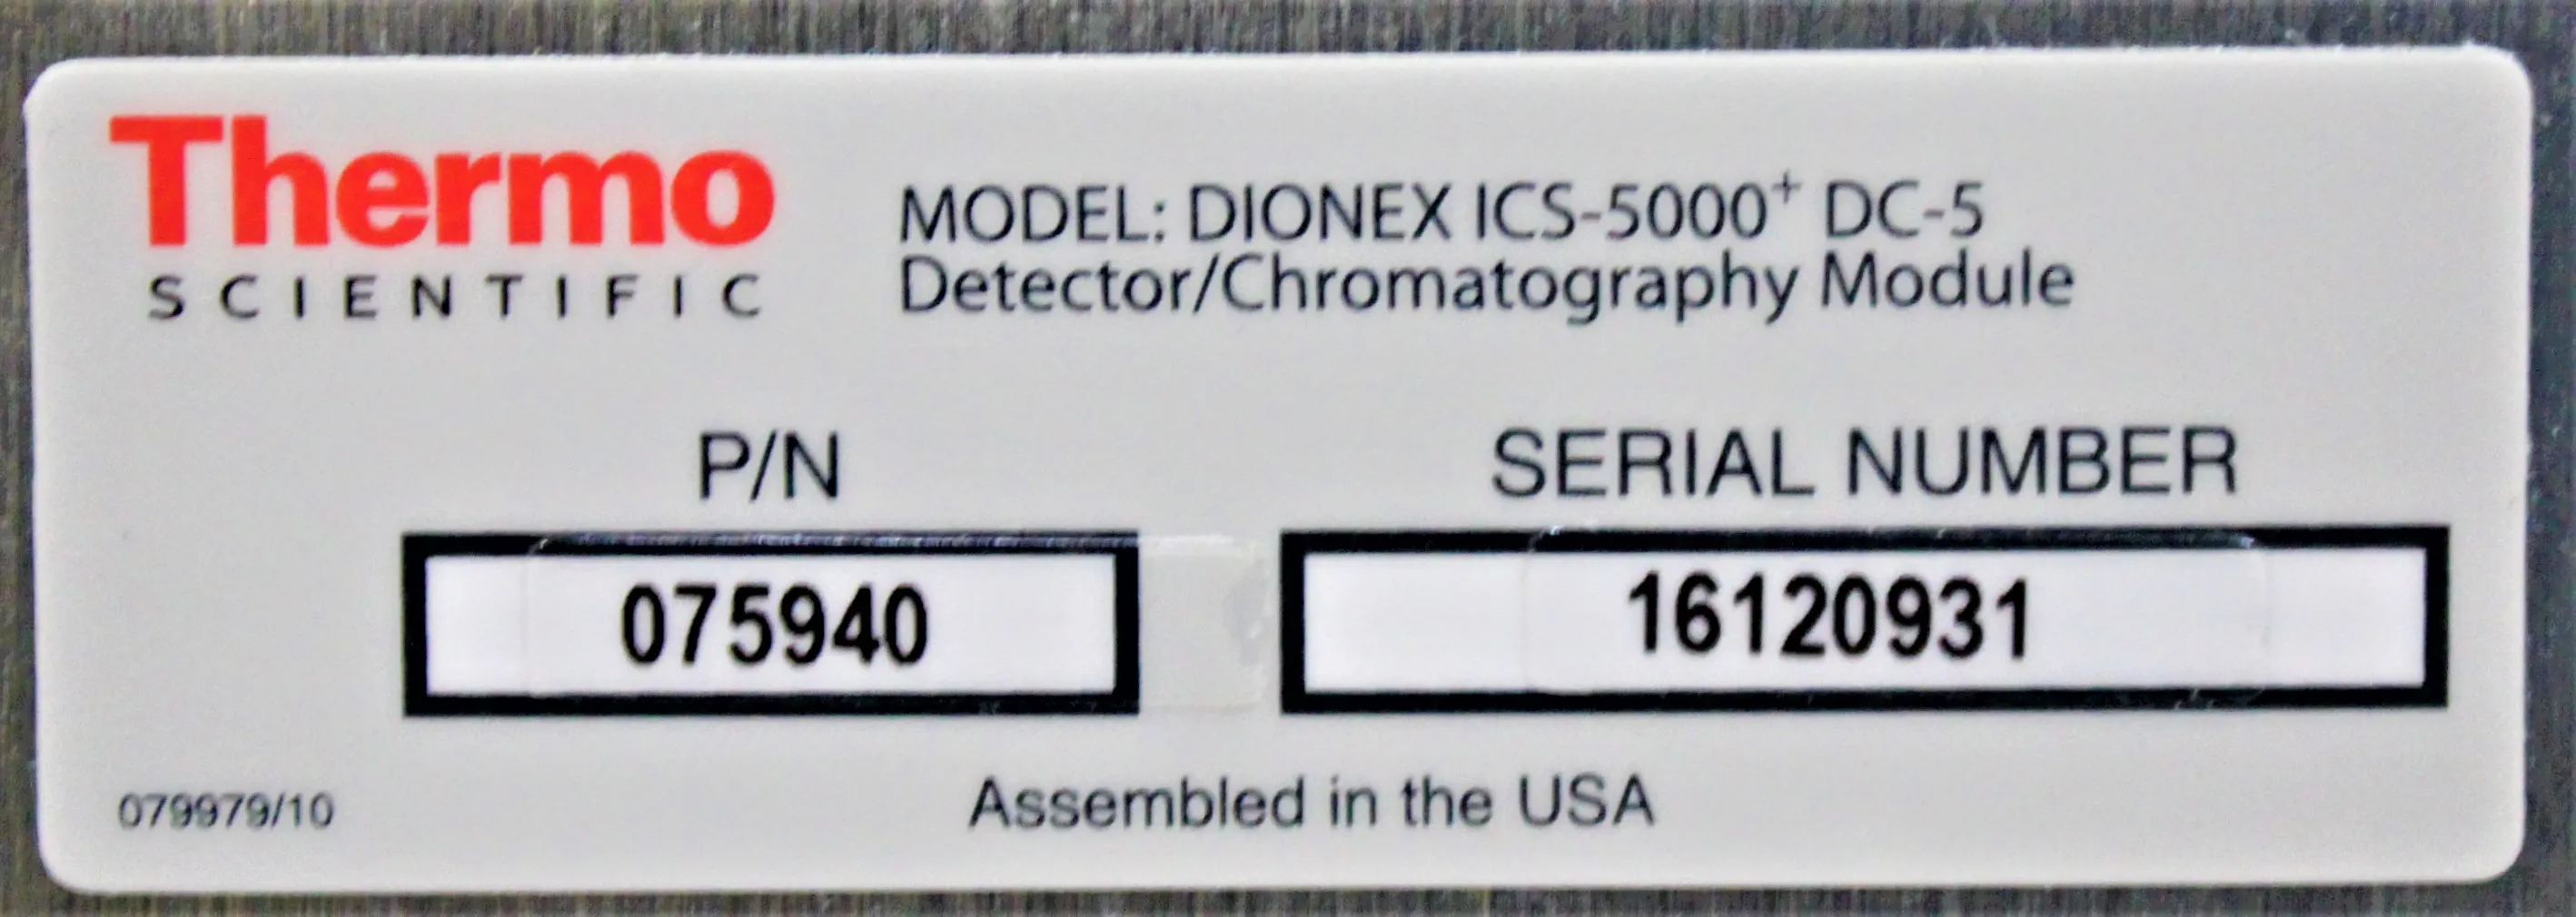 Thermo
SCIENTIFIC
MODEL: DIONEX ICS-5000⁺ DC-5
Detector/Chromatography Module
P/N
SERIAL NUMBER
075940
16120931
079979/10
Assembled in the USA